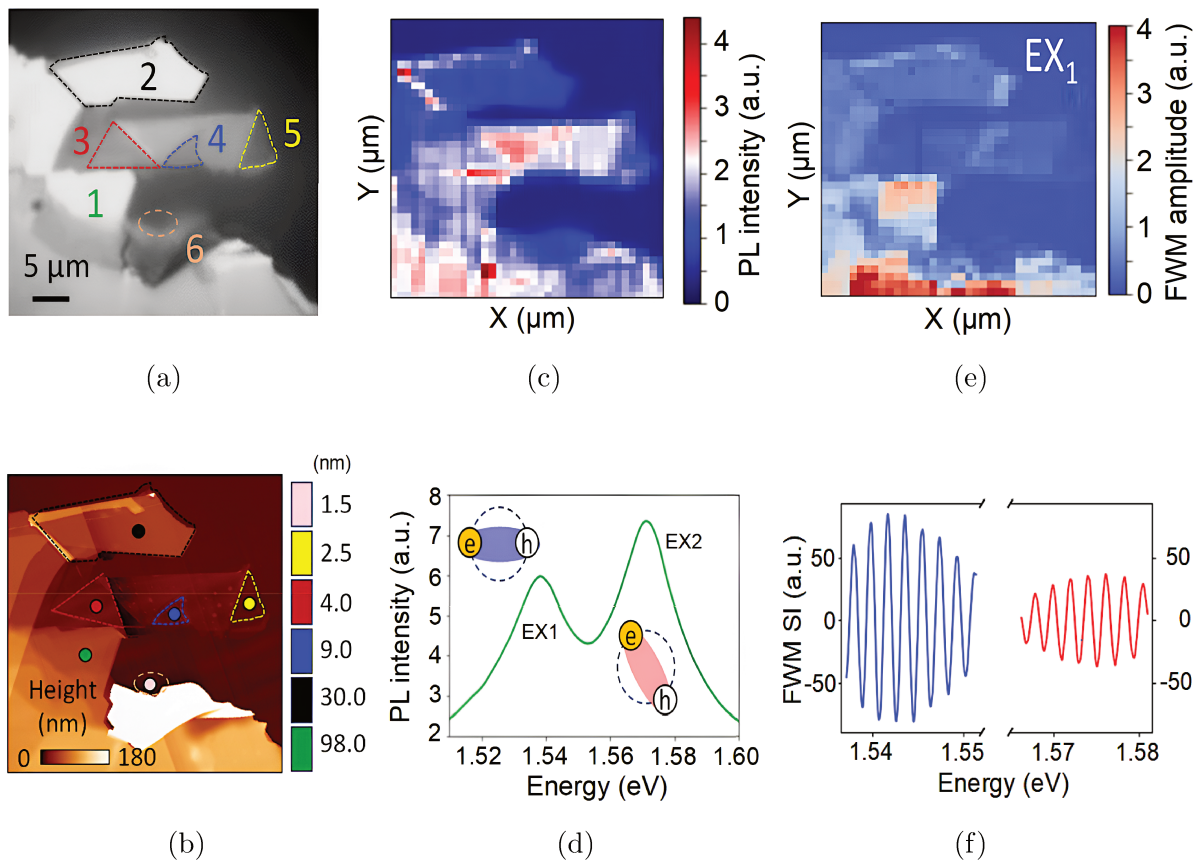 2
3
4
5
1
6
5 μm
(a)
4
3
2
1
0
PL intensity (a.u.)
Y (μm)
X (μm)
(c)
EX1
4
3
2
1
0
FWM amplitude (a.u.)
Y (μm)
X (μm)
(e)
(nm)
1.5
2.5
4.0
9.0
30.0
98.0
Height
(nm)
0 180
(b)
8
7
6
5
4
3
2
PL intensity (a.u.)
e h
EX1
EX2
e
h
1.52 1.54 1.56 1.57 1.58 1.60
Energy (eV)
(d)
50
0
-50
FWM SI (a.u.)
50
0
-50
1.54 1.55 1.57 1.58
Energy (eV)
(f)